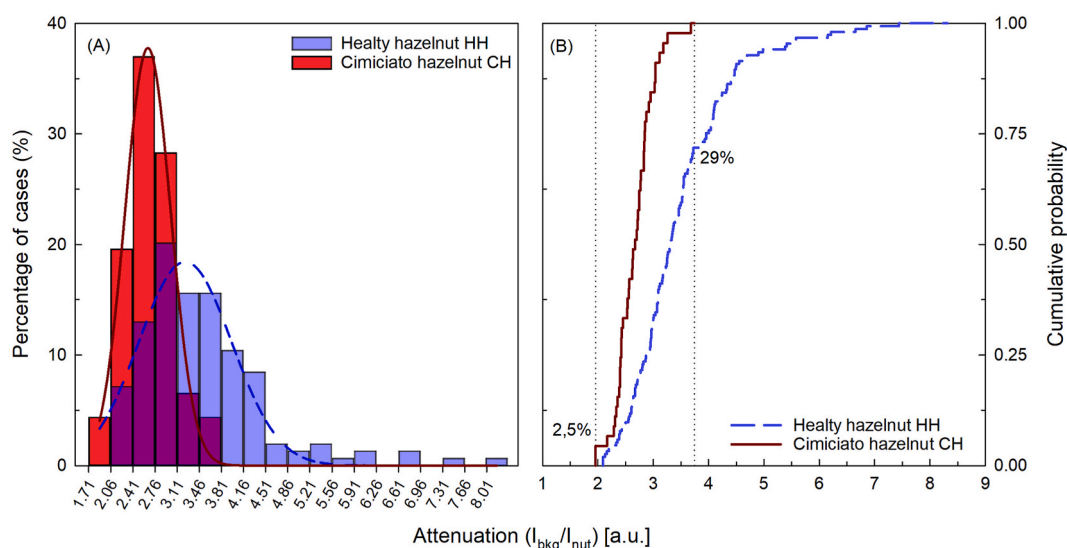 (A)
Healty hazelnut HH
Cimiciato hazelnut CH
Percentage of cases (%)
40
30
20
10
0
1.71 2.06 2.41 2.76 3.11 3.46 3.81 4.16 4.51 4.86 5.21 5.56 5.91 6.26 6.61 6.96 7.31 7.66 8.01
(B)
29%
2,5%
Healty hazelnut HH
Cimiciato hazelnut CH
1 2 3 4 5 6 7 8 9
1.00
0.75
0.50
0.25
0.00
Cumulative probability
Attenuation (I_bkg/I_nut) [a.u.]